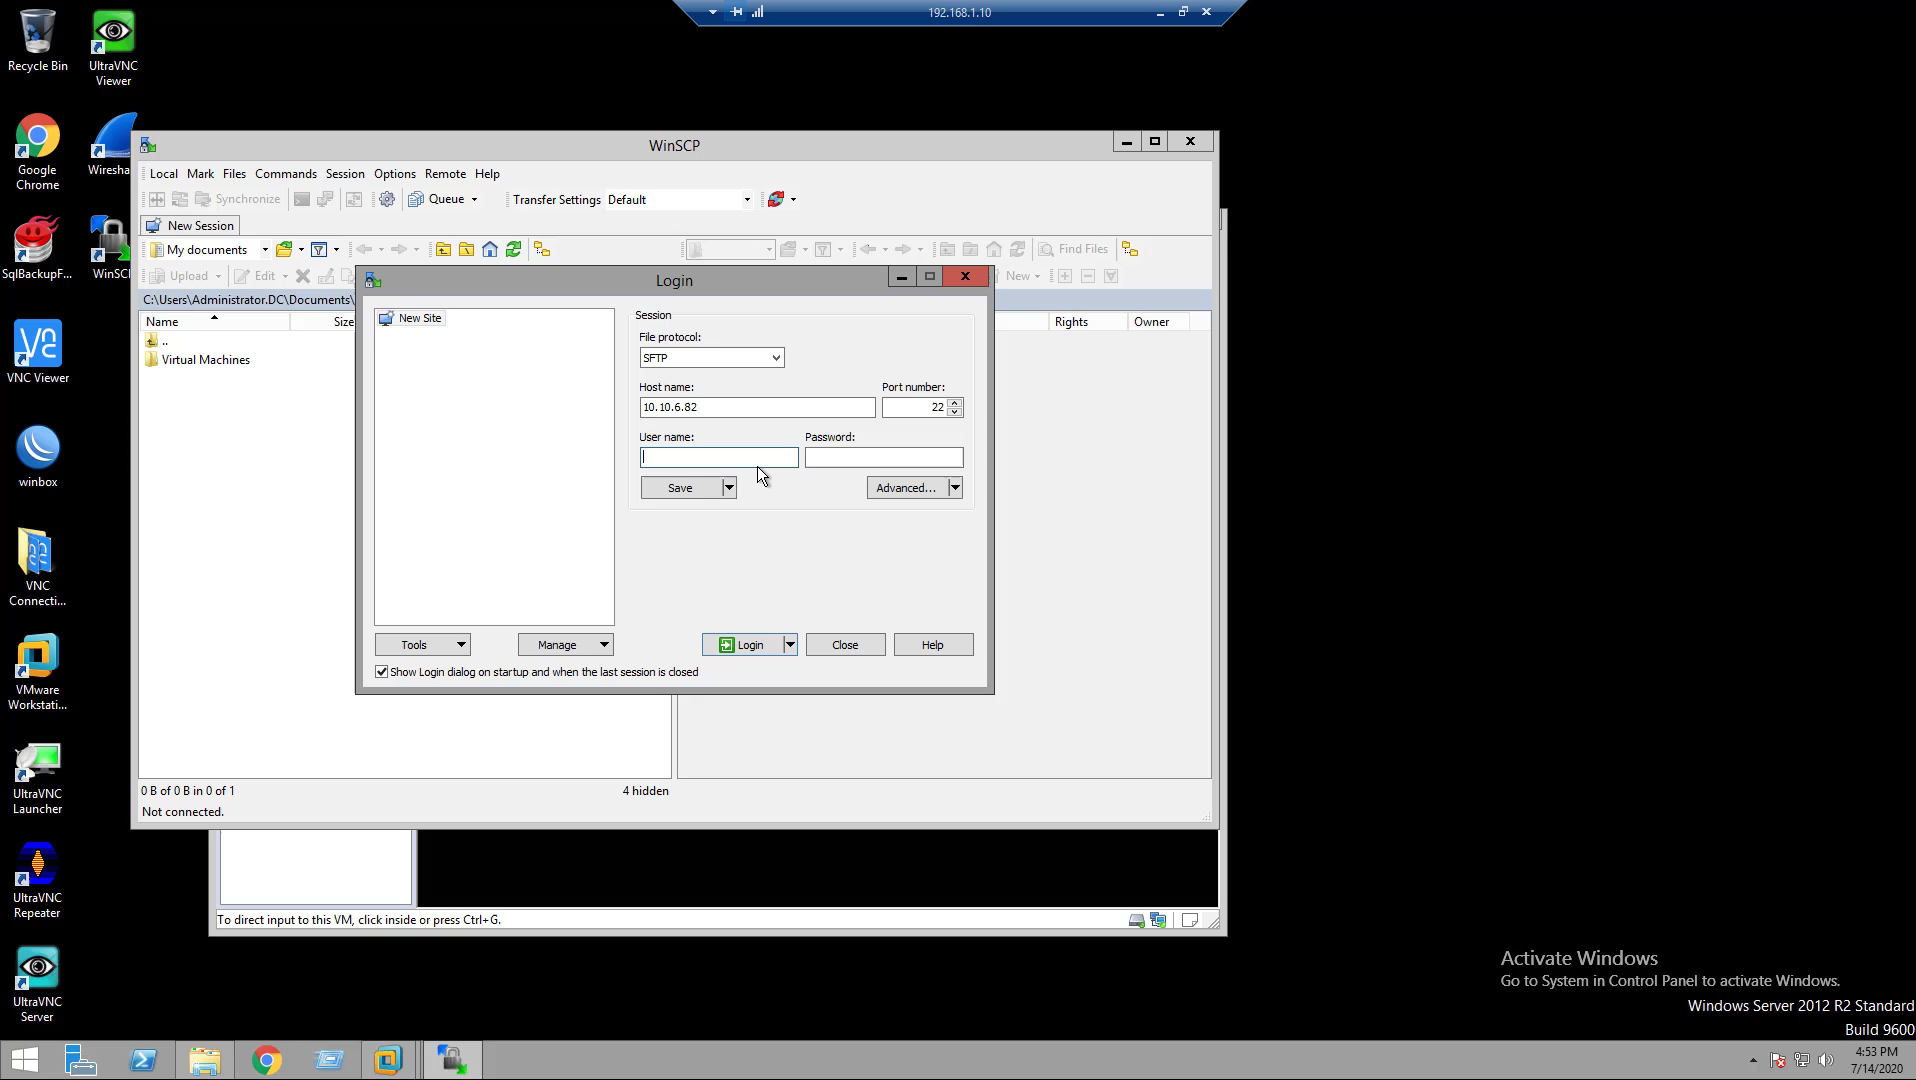 192.168.1.10
Recycle Bin
UltraVNC
Viewer
Google
Chrome
Wiresha
SqlBackupF...
WinSC
VNC Viewer
winbox
VNC
Connecti...
VMware
Workstati...
UltraVNC
Launcher
UltraVNC
Repeater
UltraVNC
Server
WinSCP
Local Mark Files Commands Session Options Remote Help
Synchronize Queue Transfer Settings Default
New Session
My documents Find Files
Upload Edit New
C:\Users\Administrator.DC\Documents\
Name Size Rights Owner
..
Virtual Machines
Login
New Site
Session
File protocol:
SFTP
Host name: Port number:
10.10.6.82 22
User name: Password:
Save Advanced...
Tools Manage Login Close Help
Show Login dialog on startup and when the last session is closed
0 B of 0 B in 0 of 1 4 hidden
Not connected.
To direct input to this VM, click inside or press Ctrl+G.
Activate Windows
Go to System in Control Panel to activate Windows.
Windows Server 2012 R2 Standard
Build 9600
4:53 PM
7/14/2020